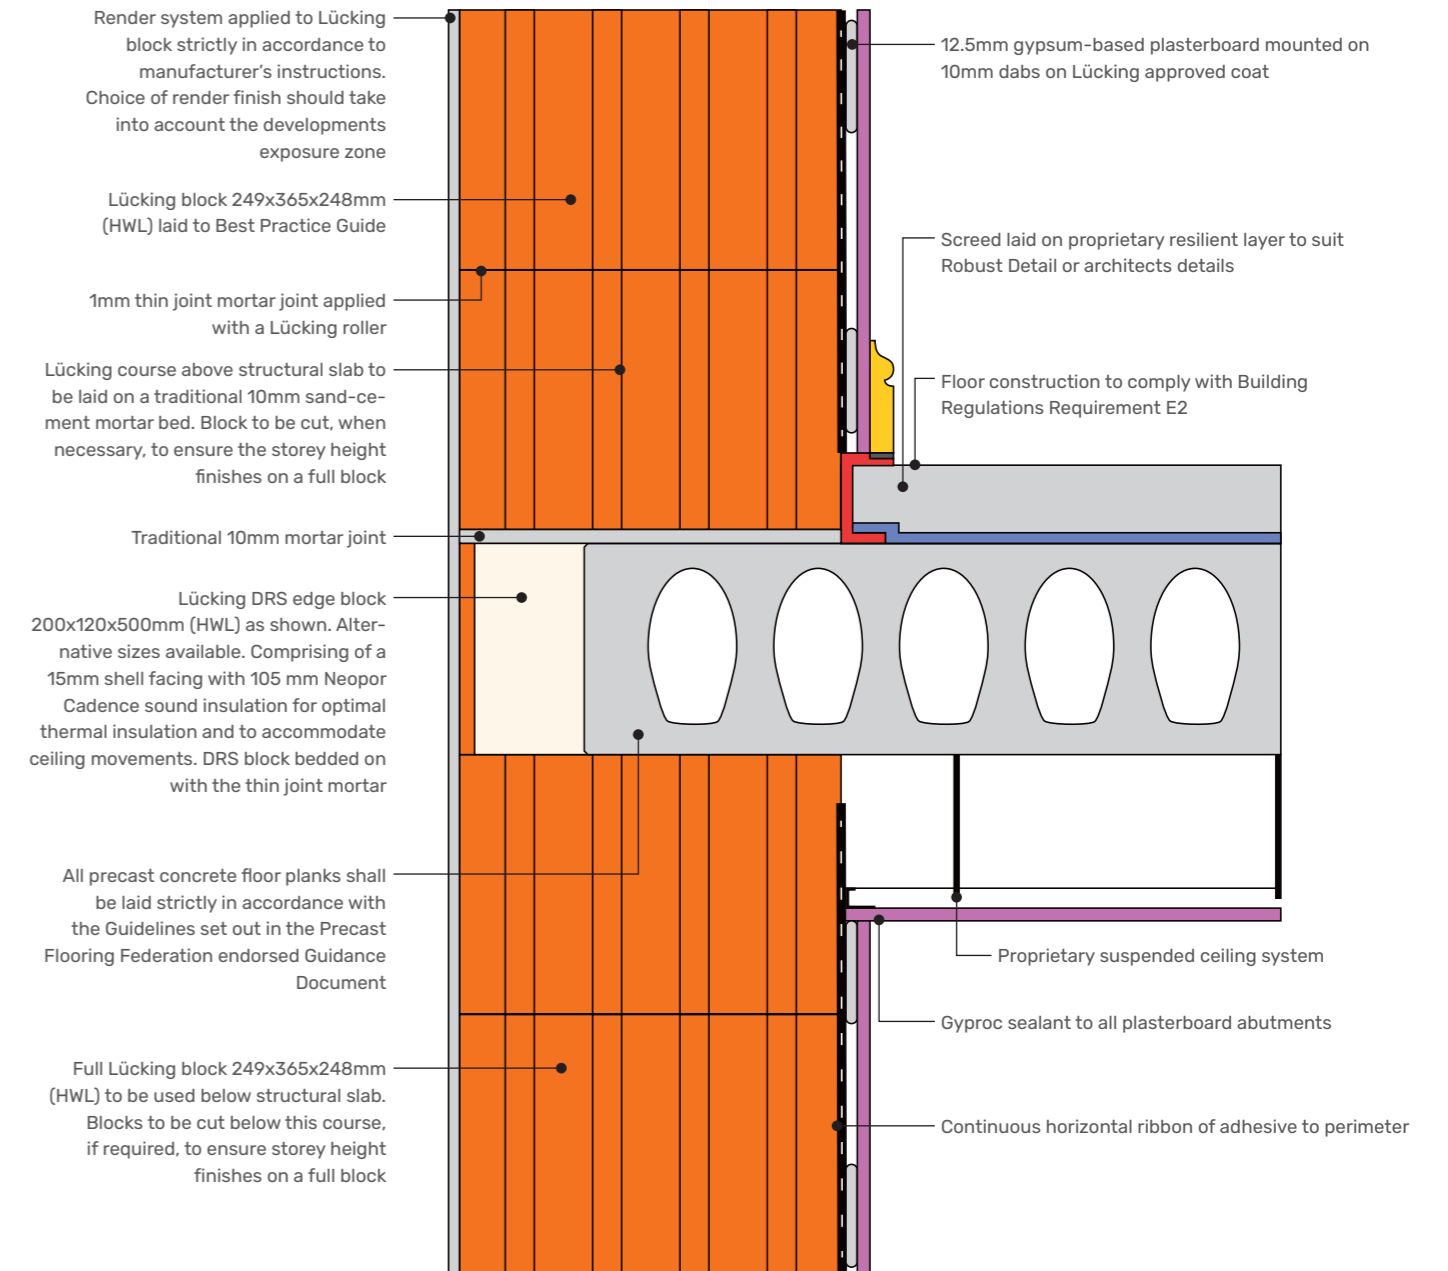 Render system applied to Lücking
block strictly in accordance to
manufacturer's instructions.
Choice of render finish should take
into account the developments
exposure zone
Lücking block 249x365x248mm
(HWL) laid to Best Practice Guide
1mm thin joint mortar joint applied
with a Lücking roller
Lücking course above structural slab to
be laid on a traditional 10mm sand-ce-
ment mortar bed. Block to be cut, when
necessary, to ensure the storey height
finishes on a full block
Traditional 10mm mortar joint
Lücking DRS edge block
200x120x500mm (HWL) as shown. Alter-
native sizes available. Comprising of a
15mm shell facing with 105 mm Neopor
Cadence sound insulation for optimal
thermal insulation and to accommodate
ceiling movements. DRS block bedded on
with the thin joint mortar
All precast concrete floor planks shall
be laid strictly in accordance with
the Guidelines set out in the Precast
Flooring Federation endorsed Guidance
Document
Full Lücking block 249x365x248mm
(HWL) to be used below structural slab.
Blocks to be cut below this course,
if required, to ensure storey height
finishes on a full block
12.5mm gypsum-based plasterboard mounted on
10mm dabs on Lücking approved coat
Screed laid on proprietary resilient layer to suit
Robust Detail or architects details
Floor construction to comply with Building
Regulations Requirement E2
Proprietary suspended ceiling system
Gyproc sealant to all plasterboard abutments
Continuous horizontal ribbon of adhesive to perimeter